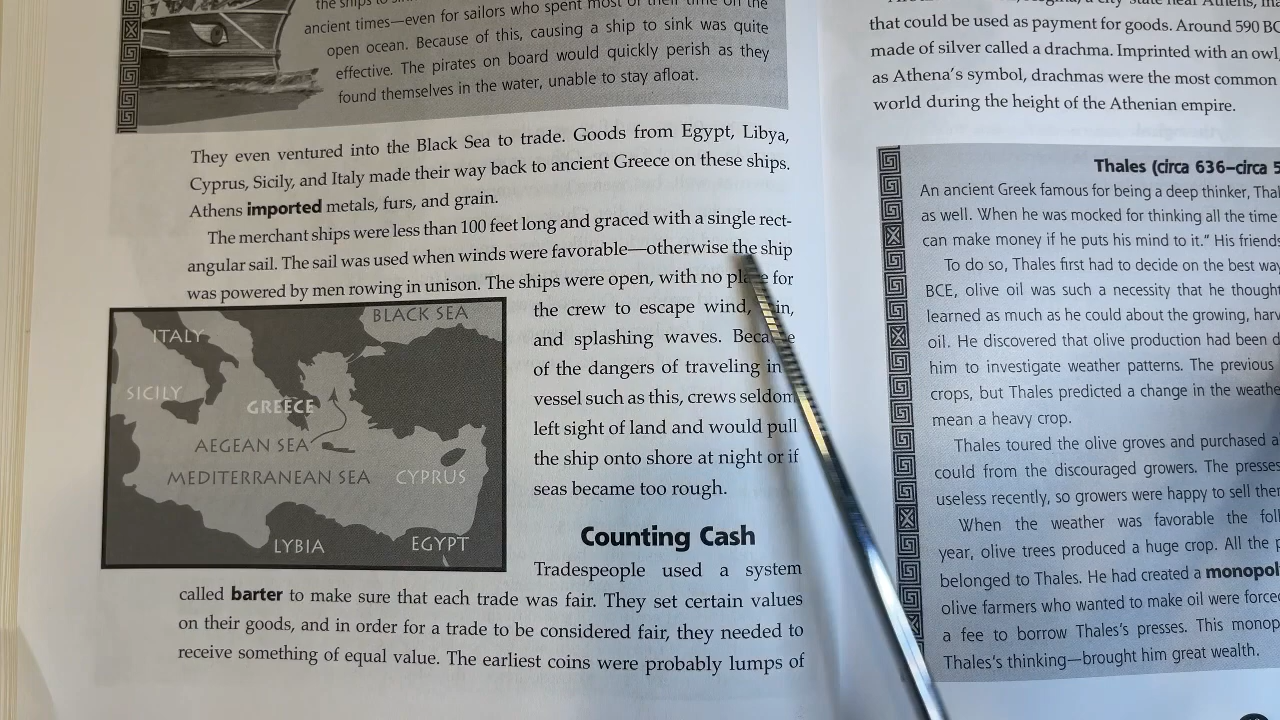 the ships to
ancient times—even for sailors who spent most of their time on the
open ocean. Because of this, causing a ship to sink was quite
effective. The pirates on board would quickly perish as they
found themselves in the water, unable to stay afloat.
They even ventured into the Black Sea to trade. Goods from Egypt, Libya,
Cyprus, Sicily, and Italy made their way back to ancient Greece on these ships.
Athens imported metals, furs, and grain.
The merchant ships were less than 100 feet long and graced with a single rect-
angular sail. The sail was used when winds were favorable—otherwise the ship
was powered by men rowing in unison. The ships were open, with no for
the crew to escape wind,
and splashing waves.
of the dangers of traveling in
vessel such as this, crews seldom
left sight of land and would pull
the ship onto shore at night or if
seas became too rough.
BLACK SEA
ITALY
SICILY
GREECE
AEGEAN SEA
MEDITERRANEAN SEA CYPRUS
LYBIA
EGYPT
Counting Cash
Tradespeople used a system
called barter to make sure that each trade was fair. They set certain values
on their goods, and in order for a trade to be considered fair, they needed to
receive something of equal value. The earliest coins were probably lumps of
a city-state near Athens,
that could be used as payment for goods. Around 590 BC
made of silver called a drachma. Imprinted with an owl,
as Athena's symbol, drachmas were the most common
world during the height of the Athenian empire.
Thales (circa 636–circa 5
An ancient Greek famous for being a deep thinker, Thal
as well. When he was mocked for thinking all the time
can make money if he puts his mind to it." His friends
To do so, Thales first had to decide on the best way
BCE, olive oil was such a necessity that he thought
learned as much as he could about the growing, harv
oil. He discovered that olive production had been d
him to investigate weather patterns. The previous
crops, but Thales predicted a change in the weathe
mean a heavy crop.
Thales toured the olive groves and purchased a
could from the discouraged growers. The presses
useless recently, so growers were happy to sell ther
When the weather was favorable the foll
year, olive trees produced a huge crop. All the p
belonged to Thales. He had created a monopol
olive farmers who wanted to make oil were force
a fee to borrow Thales's presses. This monop
Thales's thinking—brought him great wealth.